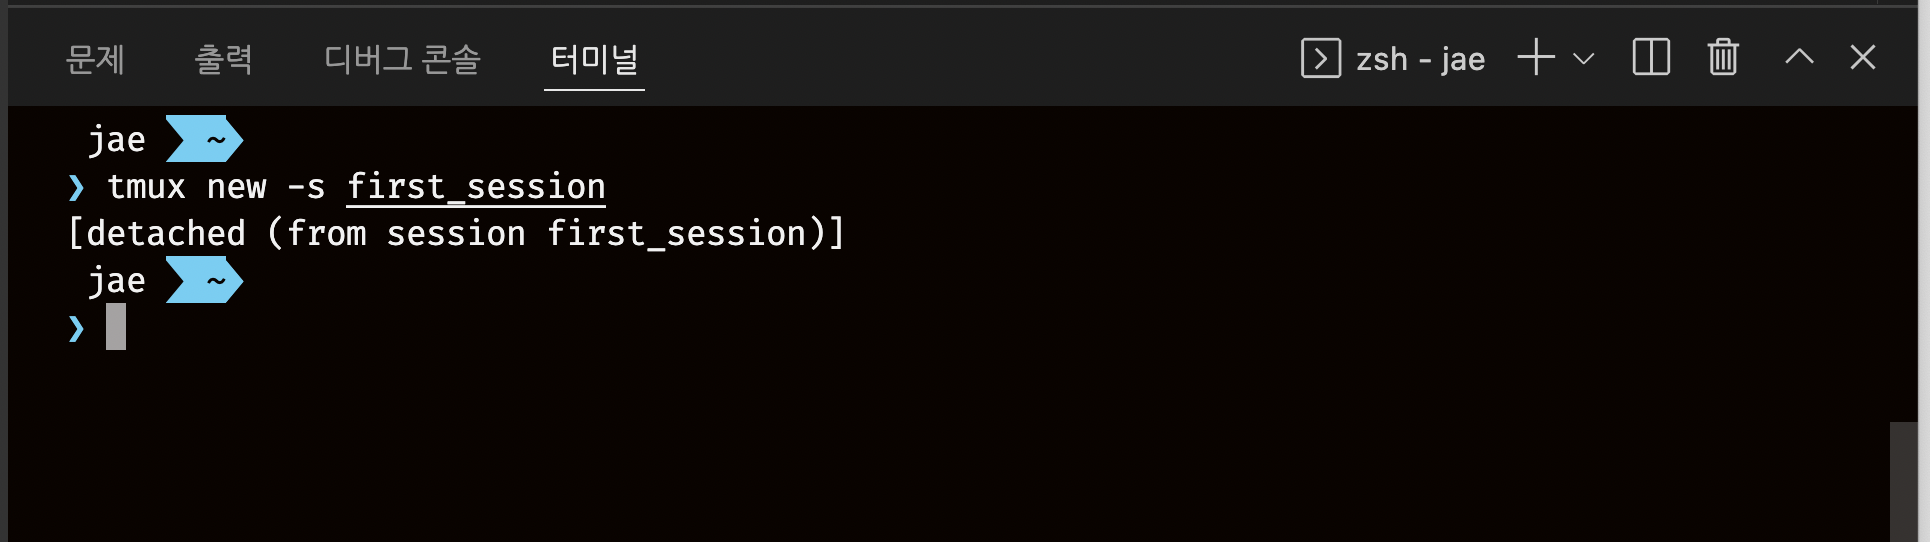 문제 출력 디버그 콘솔 터미널 zsh - jae
jae ~
❯ tmux new -s first_session
[detached (from session first_session)]
jae ~
❯